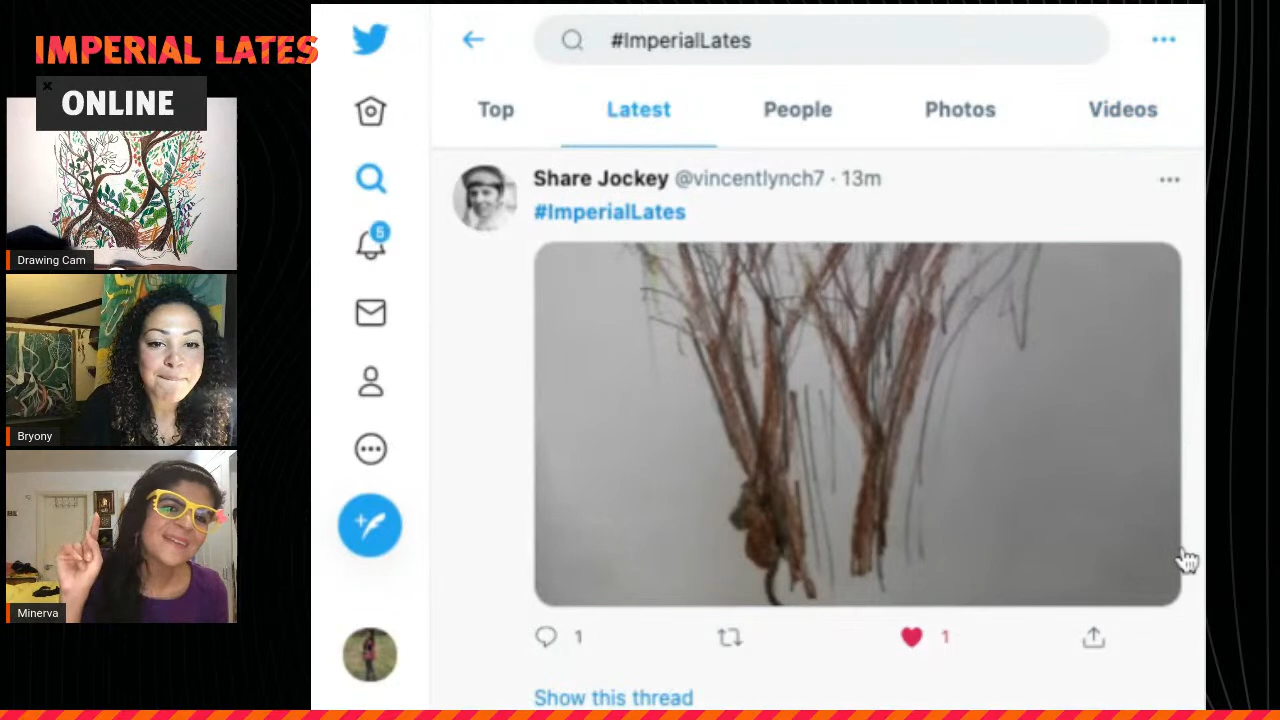 IMPERIAL LATES
ONLINE
Drawing Cam
Bryony
Minerva
#ImperialLates
Top Latest People Photos Videos
Share Jockey @vincentlynch7 · 13m
#ImperialLates
5
1 1
Show this thread